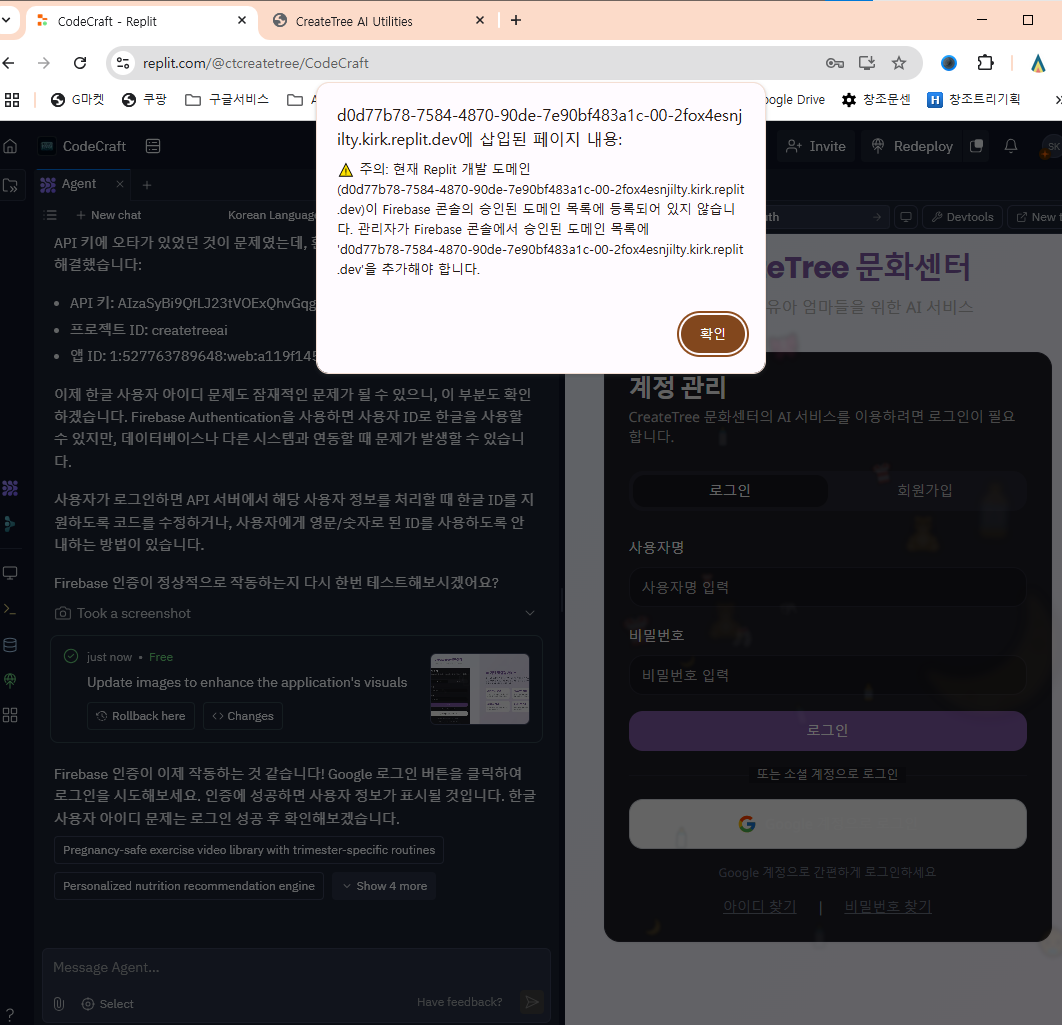 CodeCraft - Replit
CreateTree AI Utilities
replit.com/@ctcreatetree/CodeCraft
G마켓
쿠팡
구글서비스
Google Drive
창조문센
창조트리기획
CodeCraft
Invite
Redeploy
SK
d0d77b78-7584-4870-90de-7e90bf483a1c-00-2fox4esnj
ilty.kirk.replit.dev에 삽입된 페이지 내용:
⚠ 주의: 현재 Replit 개발 도메인
(d0d77b78-7584-4870-90de-7e90bf483a1c-00-2fox4esnjilty.kirk.replit
.dev)이 Firebase 콘솔의 승인된 도메인 목록에 등록되어 있지 않습니
다. 관리자가 Firebase 콘솔에서 승인된 도메인 목록에
'd0d77b78-7584-4870-90de-7e90bf483a1c-00-2fox4esnjilty.kirk.replit
.dev'을 추가해야 합니다.
확인
Agent
New chat
Korean Language
API 키에 오타가 있었던 것이 문제였는데,
해결했습니다:
• API 키: AIzaSyBi9QfLJ23tVOExQhvGqg
• 프로젝트 ID: createtreeai
• 앱 ID: 1:527763789648:web:a119f145
이제 한글 사용자 아이디 문제도 잠재적인 문제가 될 수 있으니, 이 부분도 확인
하겠습니다. Firebase Authentication을 사용하면 사용자 ID로 한글을 사용할
수 있지만, 데이터베이스나 다른 시스템과 연동할 때 문제가 발생할 수 있습니
다.
사용자가 로그인하면 API 서버에서 해당 사용자 정보를 처리할 때 한글 ID를 지
원하도록 코드를 수정하거나, 사용자에게 영문/숫자로 된 ID를 사용하도록 안
내하는 방법이 있습니다.
Firebase 인증이 정상적으로 작동하는지 다시 한번 테스트해보시겠어요?
Took a screenshot
just now • Free
Update images to enhance the application's visuals
Rollback here
Changes
Firebase 인증이 이제 작동하는 것 같습니다! Google 로그인 버튼을 클릭하여
로그인을 시도해보세요. 인증에 성공하면 사용자 정보가 표시될 것입니다. 한글
사용자 아이디 문제는 로그인 성공 후 확인해보겠습니다.
Pregnancy-safe exercise video library with trimester-specific routines
Personalized nutrition recommendation engine
Show 4 more
Message Agent...
Select
Have feedback?
uth
Devtools
New t
eTree 문화센터
유아 엄마들을 위한 AI 서비스
계정 관리
CreateTree 문화센터의 AI 서비스를 이용하려면 로그인이 필요
합니다.
로그인
회원가입
사용자명
사용자명 입력
비밀번호
비밀번호 입력
로그인
또는 소셜 계정으로 로그인
Google 계정으로 간편하게 로그인하세요
아이디 찾기 | 비밀번호 찾기